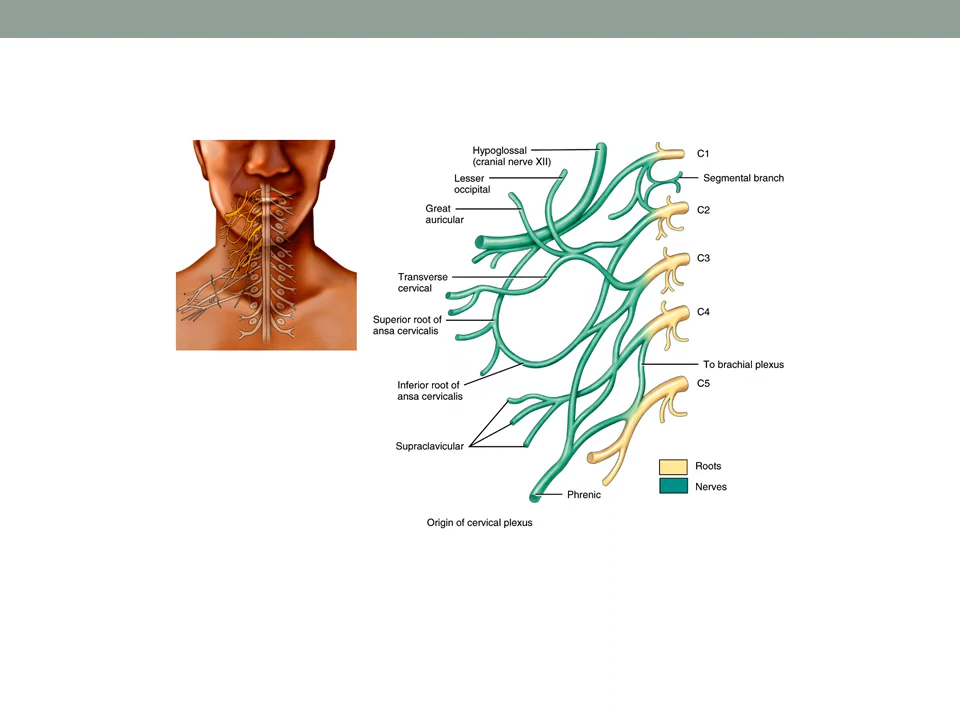 Hypoglossal
(cranial nerve XII)
C1
Lesser
occipital
Segmental branch
Great
auricular
C2
C3
Transverse
cervical
C4
Superior root of
ansa cervicalis
To brachial plexus
C5
Inferior root of
ansa cervicalis
Supraclavicular
Roots
Nerves
Phrenic
Origin of cervical plexus